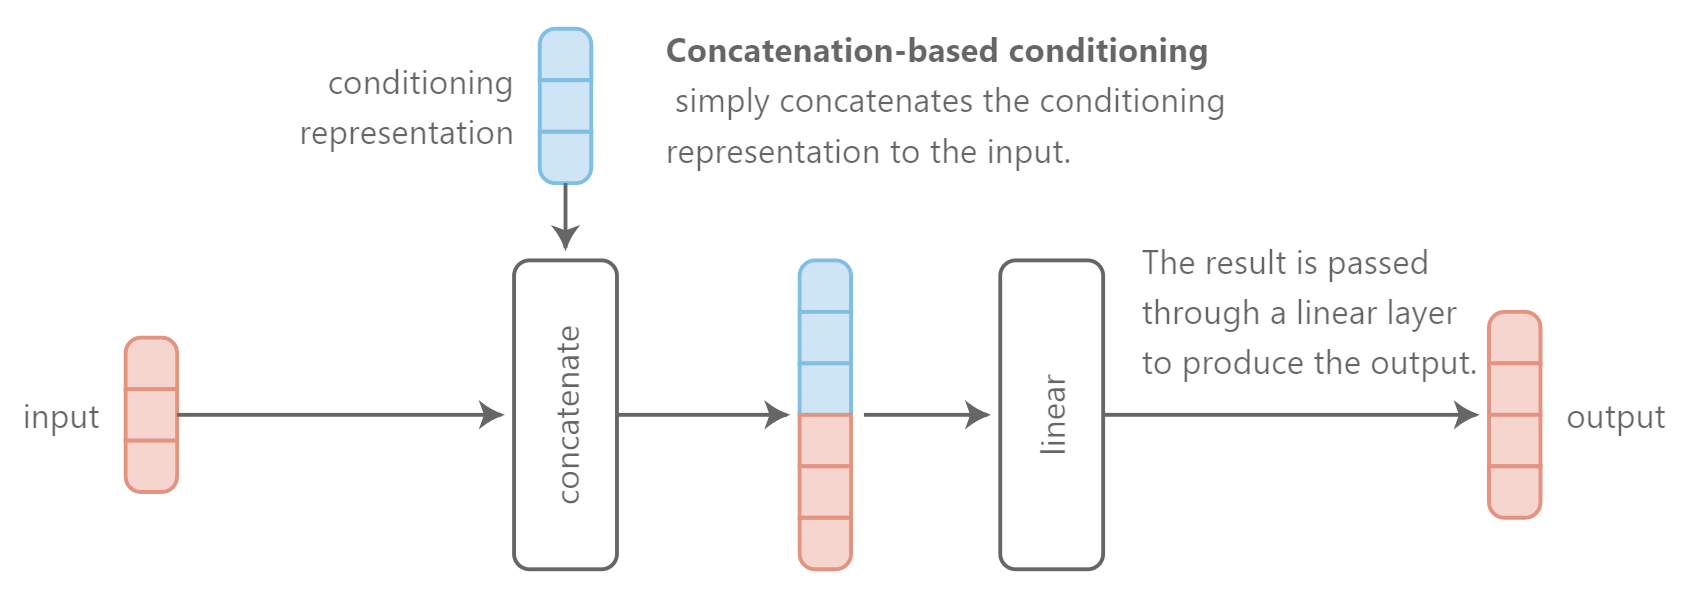 conditioning
representation
Concatenation-based conditioning
simply concatenates the conditioning
representation to the input.
input
concatenate
linear
The result is passed
through a linear layer
to produce the output.
output